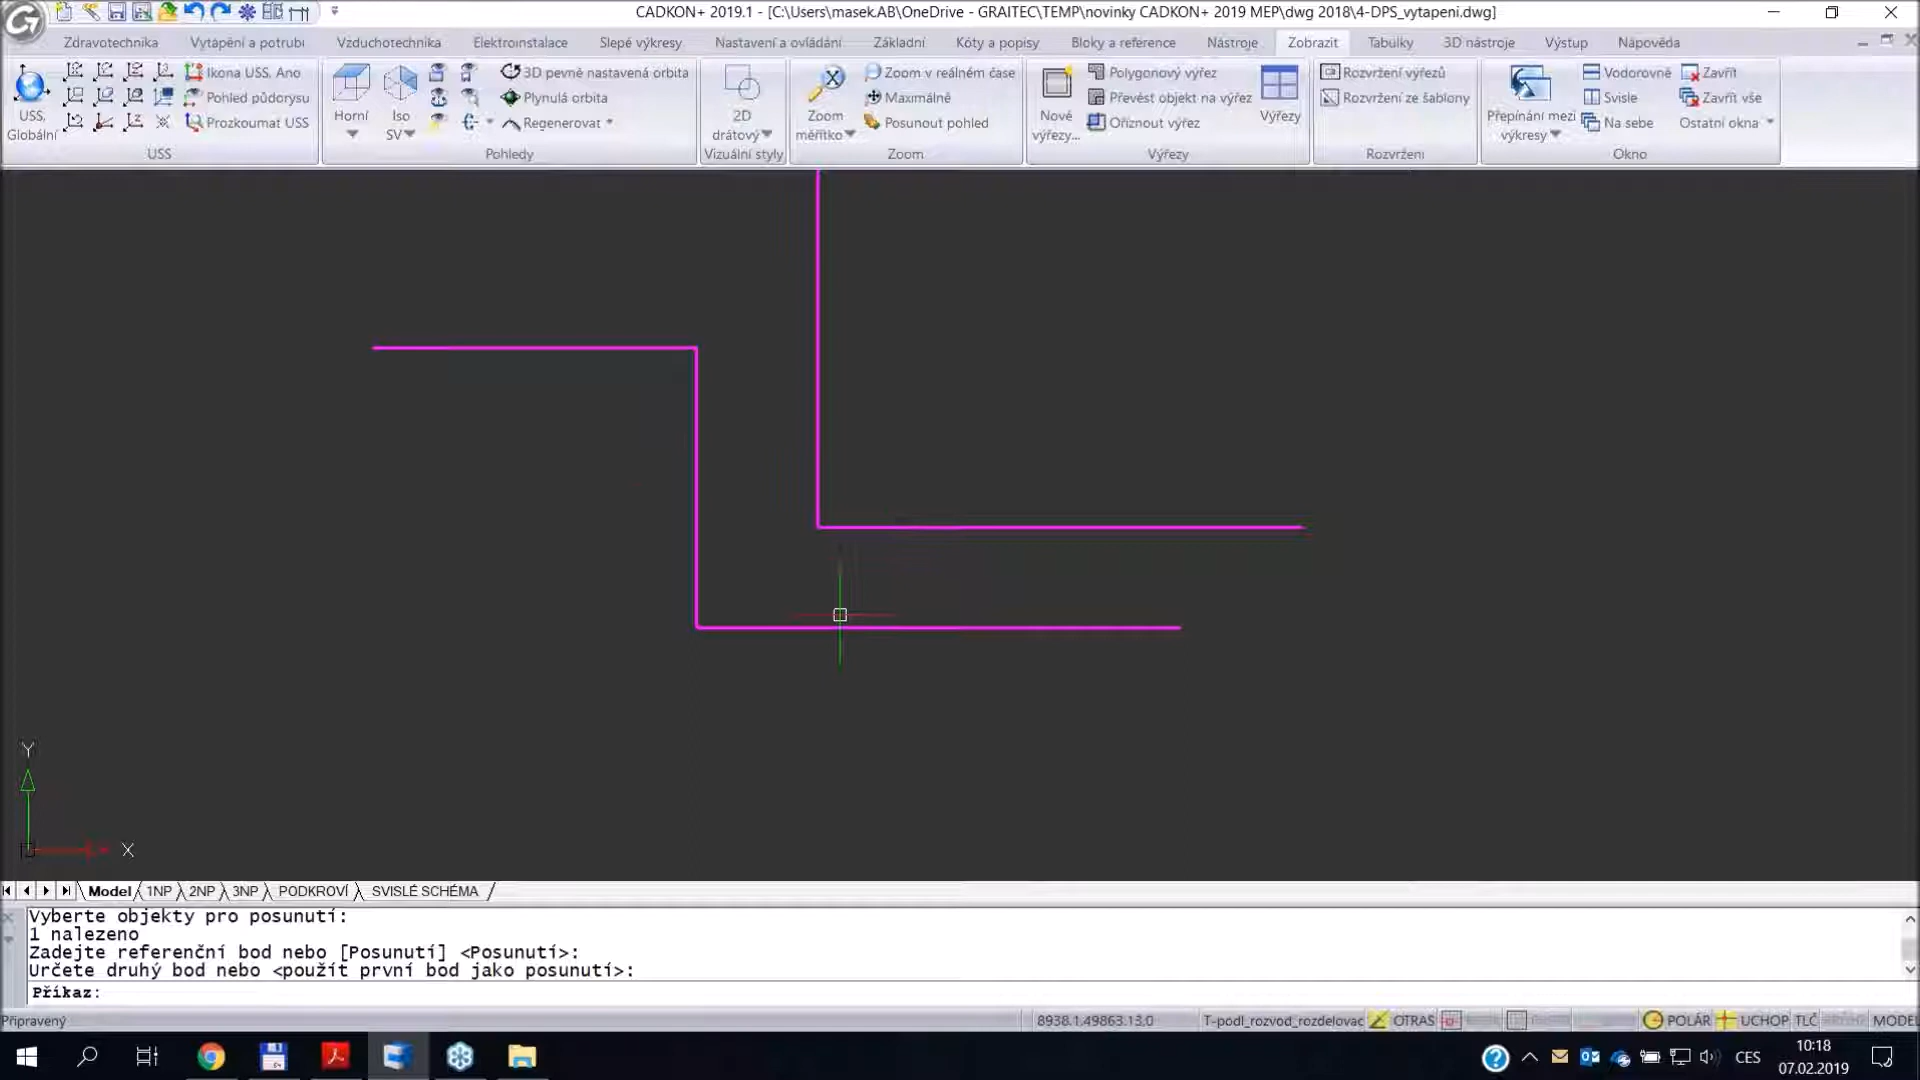 CADKON+ 2019.1 - [C:\Users\masek.AB\OneDrive - GRAITEC\TEMP\novinky CADKON+ 2019 MEP\dwg 2018\4-DPS_vytapeni.dwg]
Zdravotechnika Vytápění a potrubí Vzduchotechnika Elektroinstalace Slepé výkresy Nastavení a ovládání Základní Kóty a popisy Bloky a reference Nástroje Zobrazit Tabulky 3D nástroje Výstup Nápověda
Ikona USS, Ano 3D pevně nastavená orbita Zoom v reálném čase Polygonový výřez Rozvržení výřezů Vodorovně Zavřít
Pohled půdorysu Plynulá orbita Maximálně Převést objekt na výřez Rozvržení ze šablony Svisle Zavřít vše
USS, Globální Prozkoumat USS Horní Iso SV Regenerovat 2D drátový Zoom měřítko Posunout pohled Nové výřezy... Oříznout výřez Výřezy Přepínání mezi výkresy Na sebe Ostatní okna
USS Pohledy Vizuální styly Zoom Výřezy Rozvržení Okno
Y
X
Model 1NP 2NP 3NP PODKROVÍ SVISLÉ SCHÉMA
Vyberte objekty pro posunutí:
1 nalezeno
Zadejte referenční bod nebo [Posunutí] <Posunutí>:
Určete druhý bod nebo <použít první bod jako posunutí>:
Příkaz:
Připravený 8938.1,49863.13,0 T-podl_rozvod_rozdelovac OTRAS POLÁR UCHOP TLČ MODEL
CES 10:18
07.02.2019